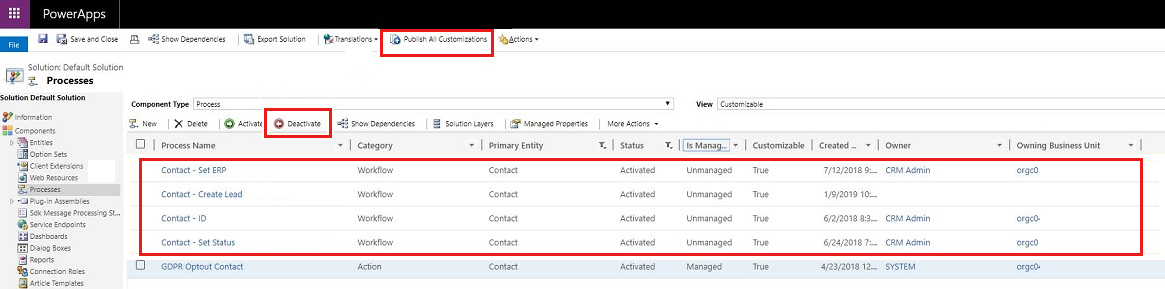 PowerApps
File Save and Close Show Dependencies Export Solution Translations Publish All Customizations Actions
Solution: Default Solution
Processes
Solution Default Solution
Component Type Process View Customizable
Information
Components
Entities
Option Sets
Client Extensions
Web Resources
Processes
Plug-in Assemblies
Sdk Message Processing St...
Service Endpoints
Dashboards
Dialog Boxes
Reports
Connection Roles
Article Templates
New Delete Activate Deactivate Show Dependencies Solution Layers Managed Properties More Actions
Process Name Category Primary Entity Status Is Manag... Customizable Created ... Owner Owning Business Unit
Contact - Set ERP Workflow Contact Activated Unmanaged True 7/12/2018 9:... CRM Admin orgc0
Contact - Create Lead Workflow Contact Activated Unmanaged True 1/9/2019 10:...
Contact - ID Workflow Contact Activated Unmanaged True 6/2/2018 8:3... CRM Admin orgc0
Contact - Set Status Workflow Contact Activated Unmanaged True 6/24/2018 7:... CRM Admin orgc0
GDPR Optout Contact Action Contact Activated Managed True 4/23/2018 12... SYSTEM orgc0